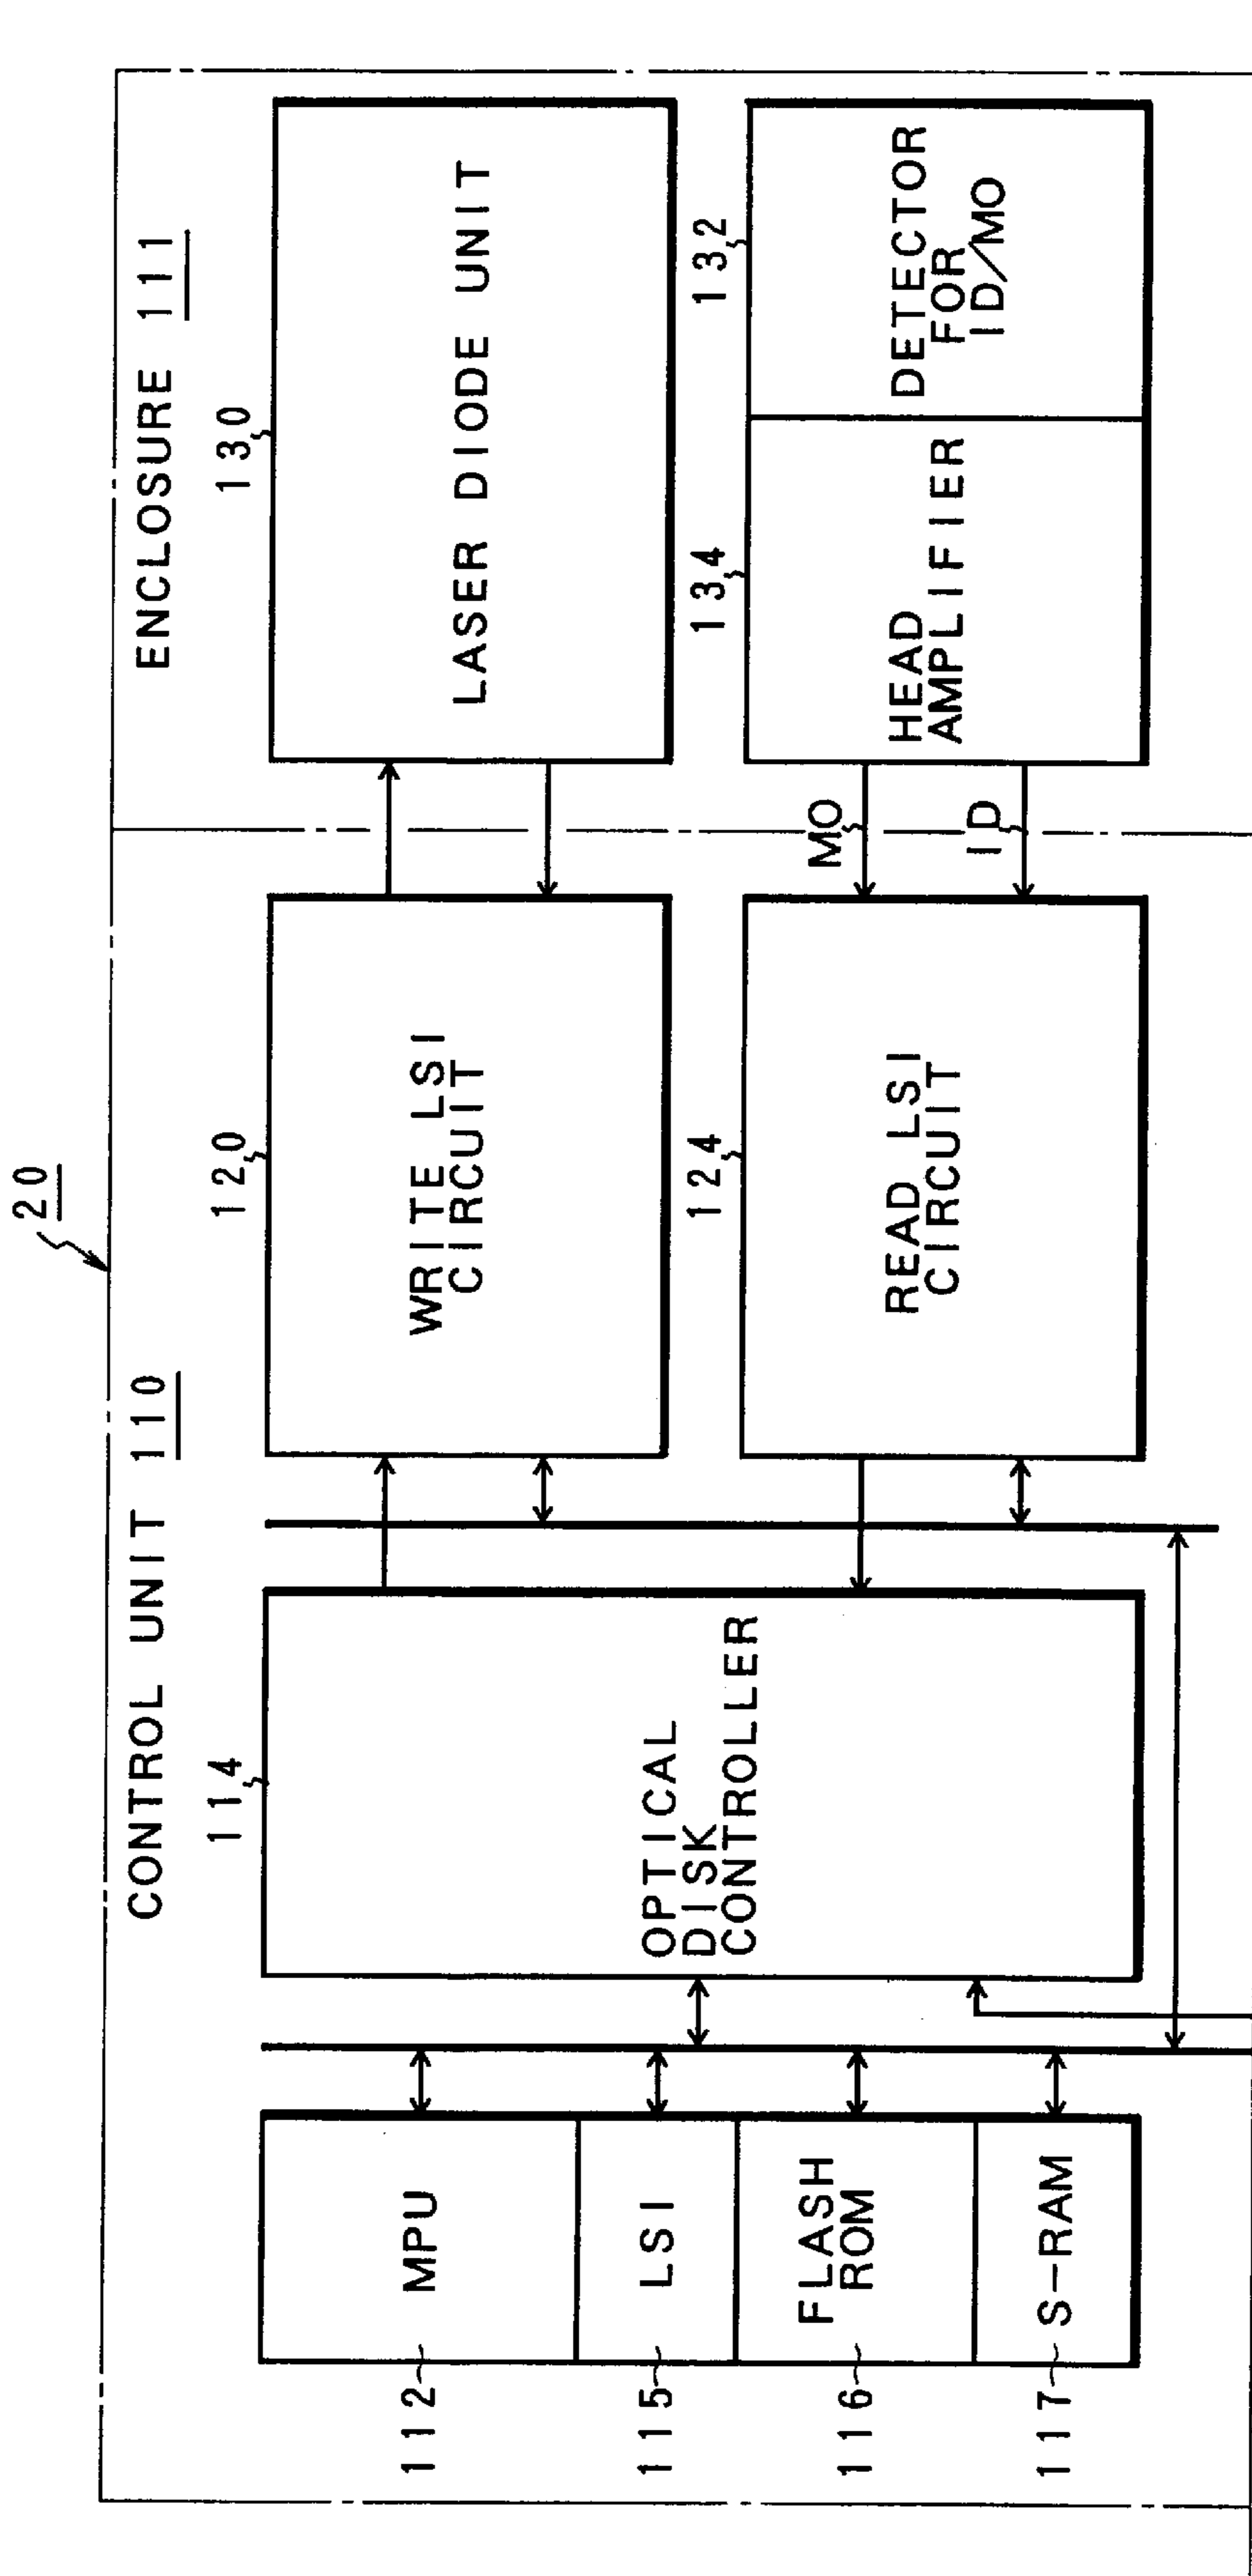 20
CONTROL UNIT 110
ENCLOSURE 111
112
MPU
115
LSI
116
FLASH
ROM
117
S-RAM
114
OPTICAL
DISK
CONTROLLER
120
WRITE LSI
CIRCUIT
124
READ LSI
CIRCUIT
MO
ID
130
LASER DIODE UNIT
134
HEAD
AMPLIFIER
132
DETECTOR
FOR
ID/MO